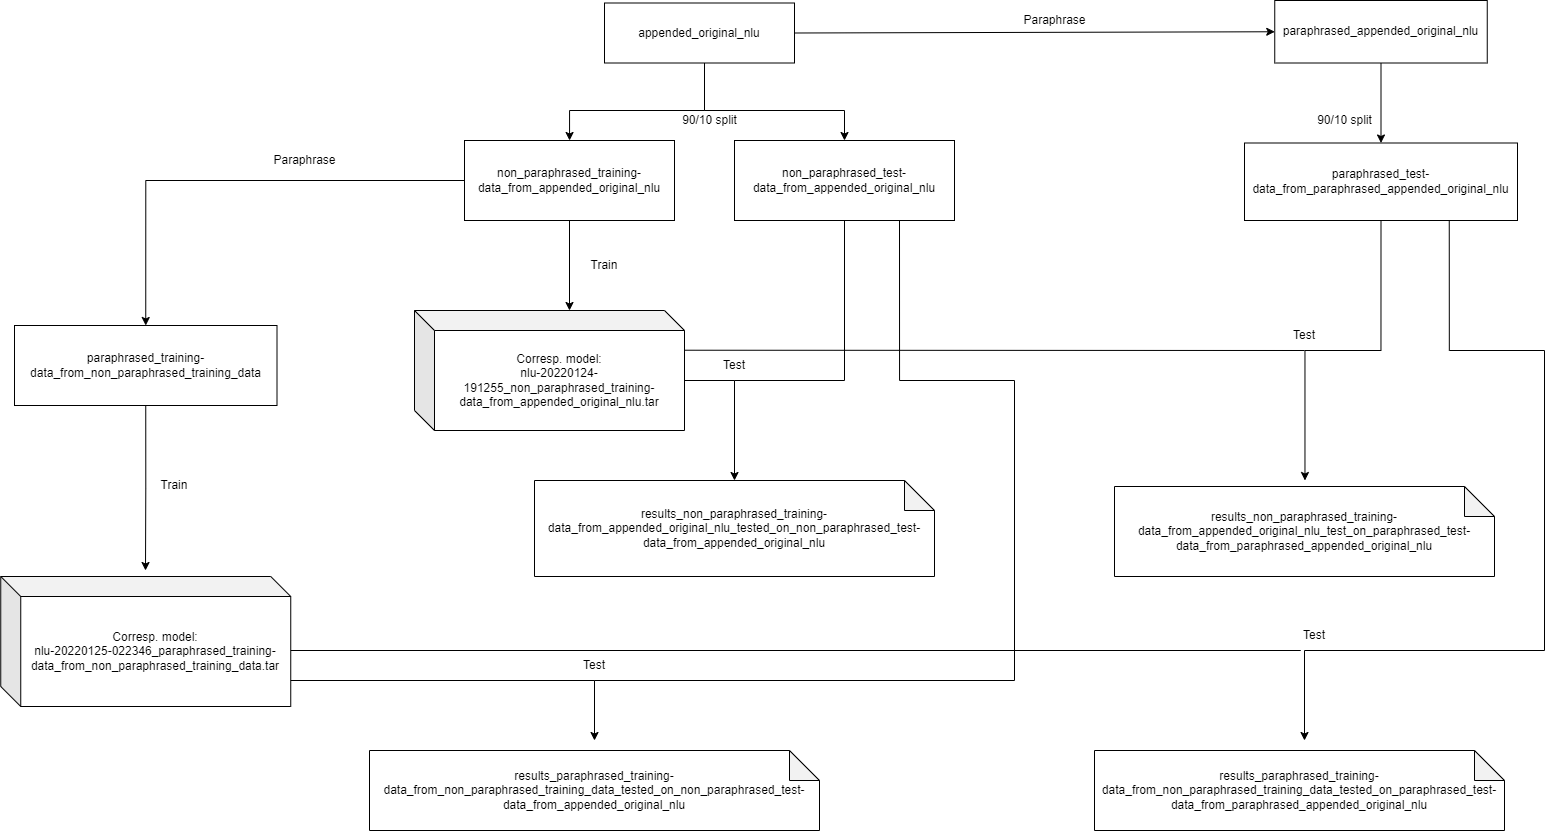 Paraphrase
appended_original_nlu
paraphrased_appended_original_nlu
90/10 split
90/10 split
Paraphrase
non_paraphrased_training-
data_from_appended_original_nlu
non_paraphrased_test-
data_from_appended_original_nlu
paraphrased_test-
data_from_paraphrased_appended_original_nlu
Train
Test
paraphrased_training-
data_from_non_paraphrased_training_data
Corresp. model:
nlu-20220124-
191255_non_paraphrased_training-
data_from_appended_original_nlu.tar
Test
Train
results_non_paraphrased_training-
data_from_appended_original_nlu_tested_on_non_paraphrased_test-
data_from_appended_original_nlu
results_non_paraphrased_training-
data_from_appended_original_nlu_test_on_paraphrased_test-
data_from_paraphrased_appended_original_nlu
Corresp. model:
nlu-20220125-022346_paraphrased_training-
data_from_non_paraphrased_training_data.tar
Test
Test
results_paraphrased_training-
data_from_non_paraphrased_training_data_tested_on_non_paraphrased_test-
data_from_appended_original_nlu
results_paraphrased_training-
data_from_non_paraphrased_training_data_tested_on_paraphrased_test-
data_from_paraphrased_appended_original_nlu